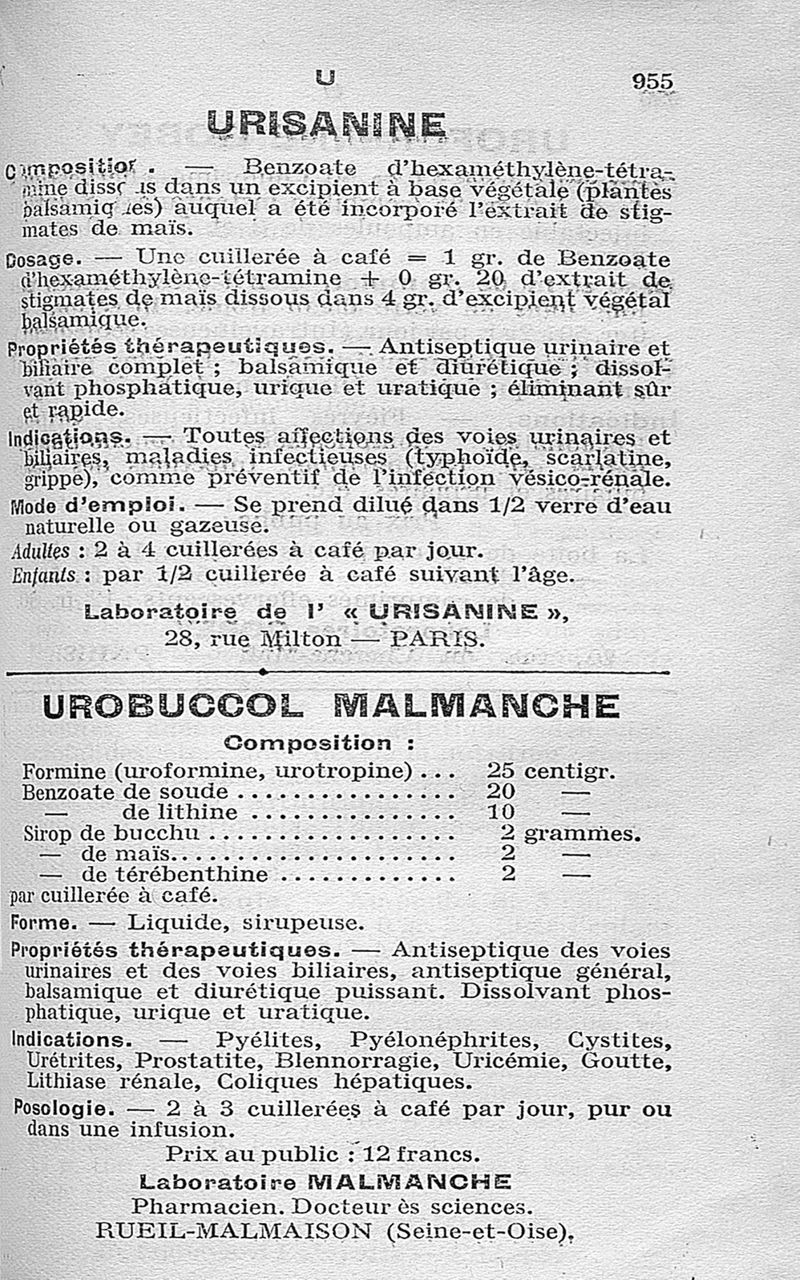 U 955
URISANINE
Composition. — Benzoate d'hexaméthylène-tétra-
mine dissous dans un excipient à base végétale (plantes
balsamiques) auquel a été incorporé l'extrait de stig-
mates de maïs.
Dosage. — Une cuillerée à café = 1 gr. de Benzoate
d'hexaméthylène-tétramine + 0 gr. 20 d'extrait de
stigmates de maïs dissous dans 4 gr. d'excipient végétal
balsamique.
Propriétés thérapeutiques. — Antiseptique urinaire et
biliaire complet ; balsamique et diurétique ; dissol-
vant phosphatique, urique et uratique ; éliminant sûr
et rapide.
Indications. — Toutes affections des voies urinaires et
biliaires, maladies infectieuses (typhoïde, scarlatine,
grippe), comme préventif de l'infection vésico-rénale.
Mode d'emploi. — Se prend dilué dans 1/2 verre d'eau
naturelle ou gazeuse.
Adultes : 2 à 4 cuillerées à café par jour.
Enfants : par 1/2 cuillerée à café suivant l'âge.
Laboratoire de l' « URISANINE »,
28, rue Milton — PARIS.
UROBUCCOL MALMANCHE
Composition :
Formine (uroformine, urotropine) ... 25 centigr.
Benzoate de soude ................ 20 —
— de lithine ............... 10 —
Sirop de bucchu .................. 2 grammes.
— de maïs..................... 2 —
— de térébenthine ............. 2 —
par cuillerée à café.
Forme. — Liquide, sirupeuse.
Propriétés thérapeutiques. — Antiseptique des voies
urinaires et des voies biliaires, antiseptique général,
balsamique et diurétique puissant. Dissolvant phos-
phatique, urique et uratique.
Indications. — Pyélites, Pyélonéphrites, Cystites,
Urétrites, Prostatite, Blennorragie, Uricémie, Goutte,
Lithiase rénale, Coliques hépatiques.
Posologie. — 2 à 3 cuillerées à café par jour, pur ou
dans une infusion.
Prix au public : 12 francs.
Laboratoire MALMANCHE
Pharmacien. Docteur ès sciences.
RUEIL-MALMAISON (Seine-et-Oise).